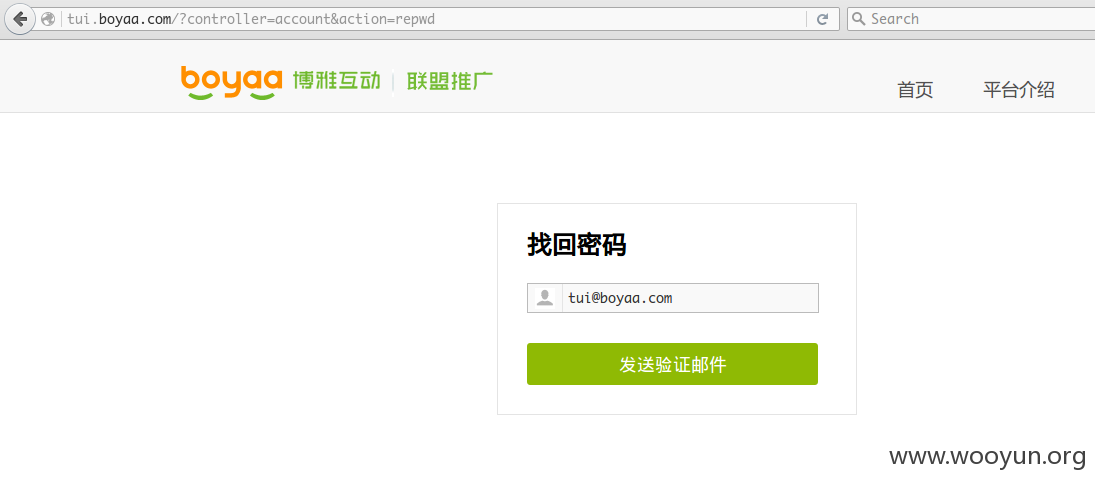 tui.boyaa.com/?controller=account&action=repwd
Search
boyaa 博雅互动 | 联盟推广
首页 平台介绍
找回密码
tui@boyaa.com
发送验证邮件
www.wooyun.org